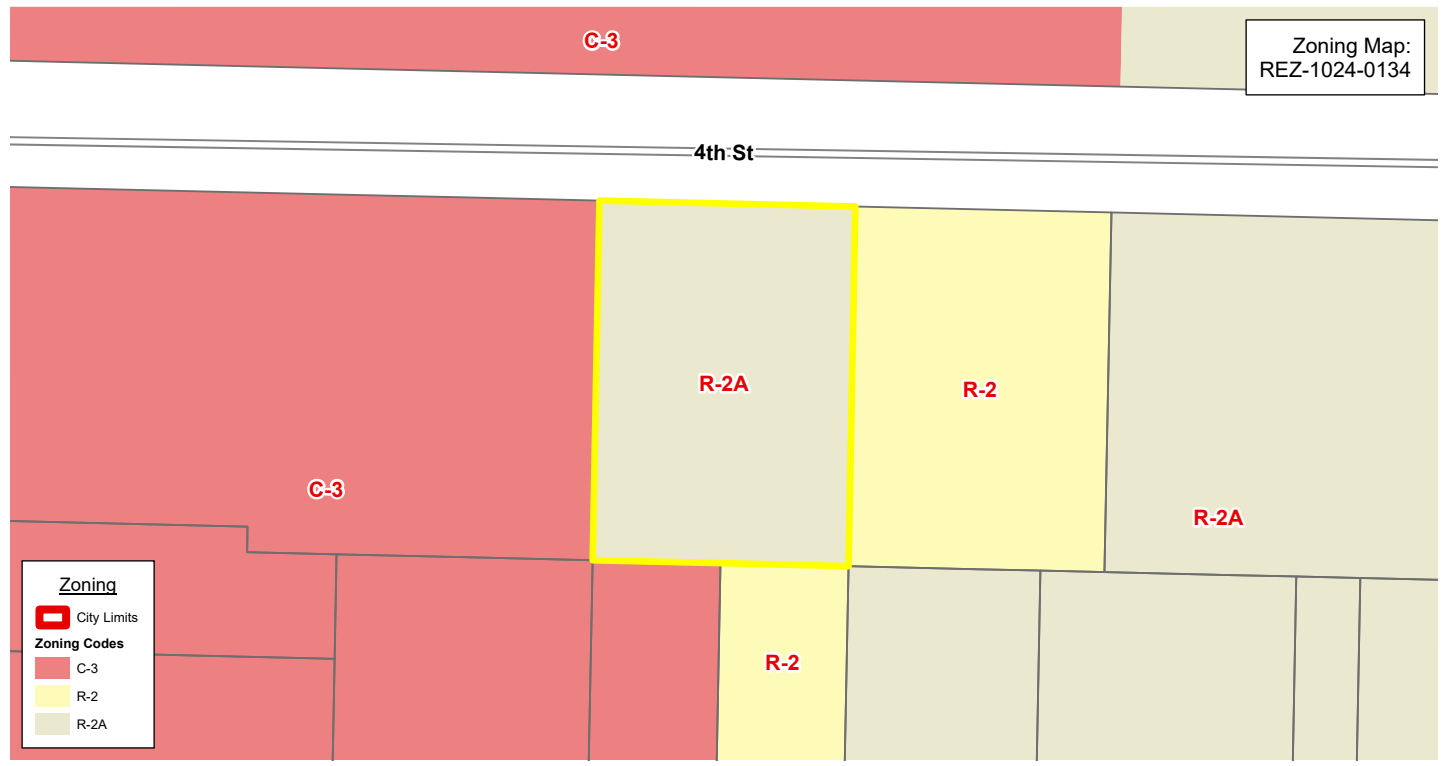 C-3
Zoning Map:
REZ-1024-0134
4th St
R-2A
R-2
C-3
R-2A
R-2
Zoning
City Limits
Zoning Codes
C-3
R-2
R-2A